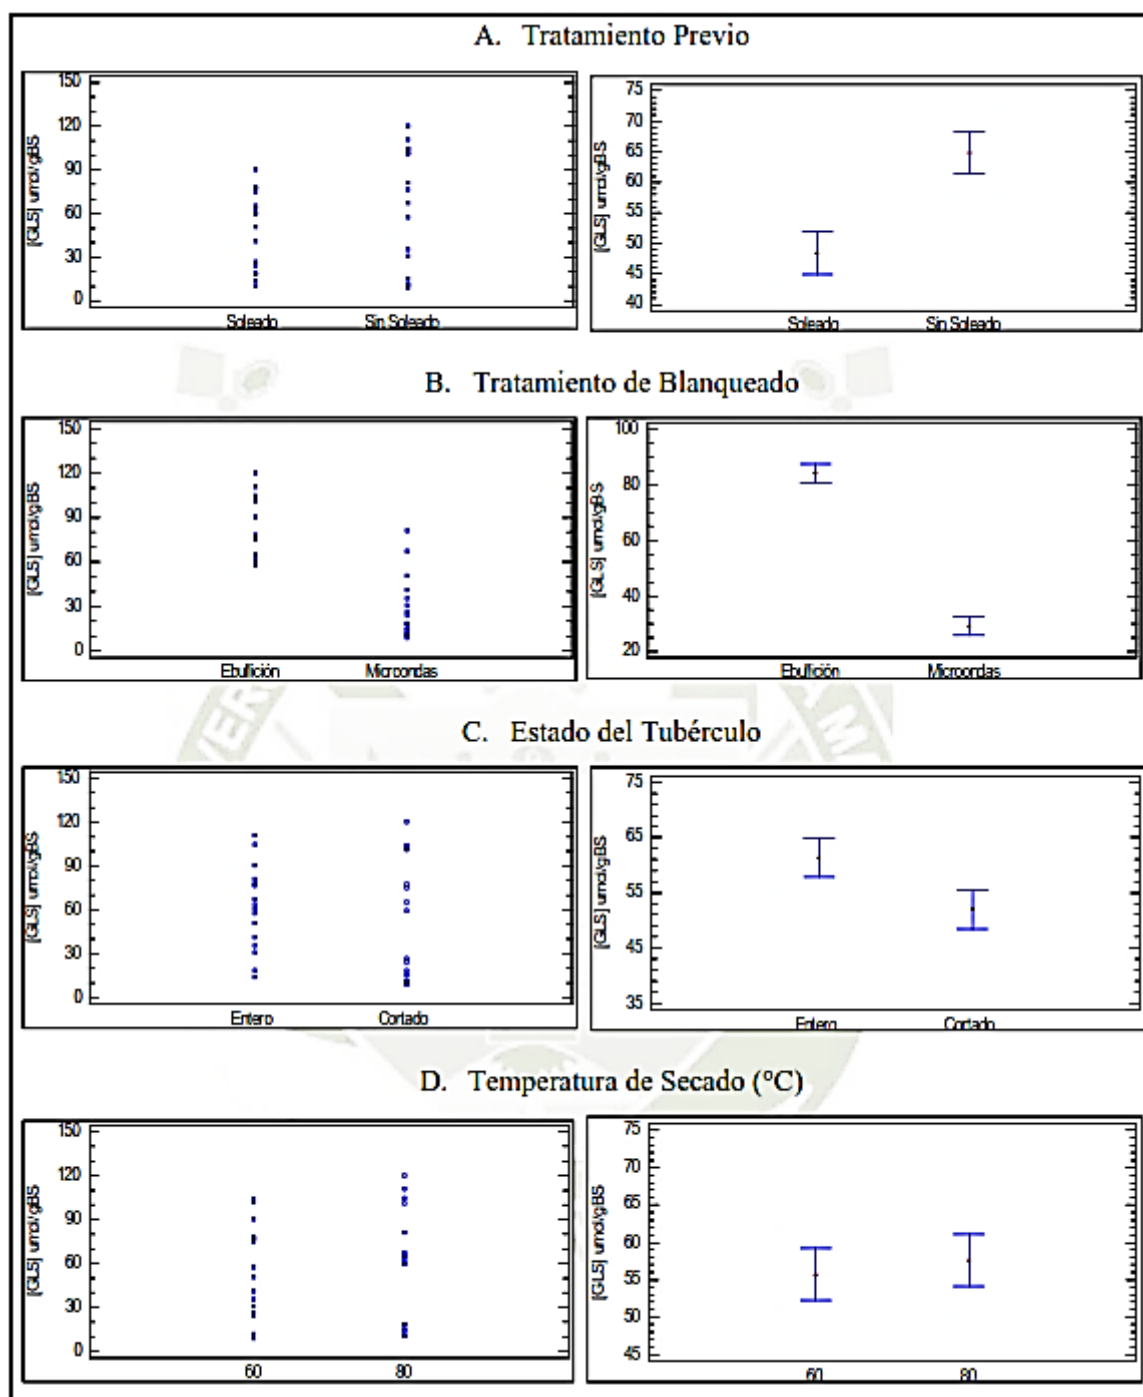 A. Tratamiento Previo
[GLS] umol/gBS
150
120
90
60
30
0
Soleado Sin Soleado
[GLS] umol/gBS
75
70
65
60
55
50
45
40
Soleado Sin Soleado
B. Tratamiento de Blanqueado
[GLS] umol/gBS
150
120
90
60
30
0
Ebullición Microondas
[GLS] umol/gBS
100
80
60
40
20
Ebullición Microondas
C. Estado del Tubérculo
[GLS] umol/gBS
150
120
90
60
30
0
Entero Cortado
[GLS] umol/gBS
75
65
55
45
35
Entero Cortado
D. Temperatura de Secado (°C)
[GLS] umol/gBS
150
120
90
60
30
0
60 80
[GLS] umol/gBS
75
70
65
60
55
50
45
60 80